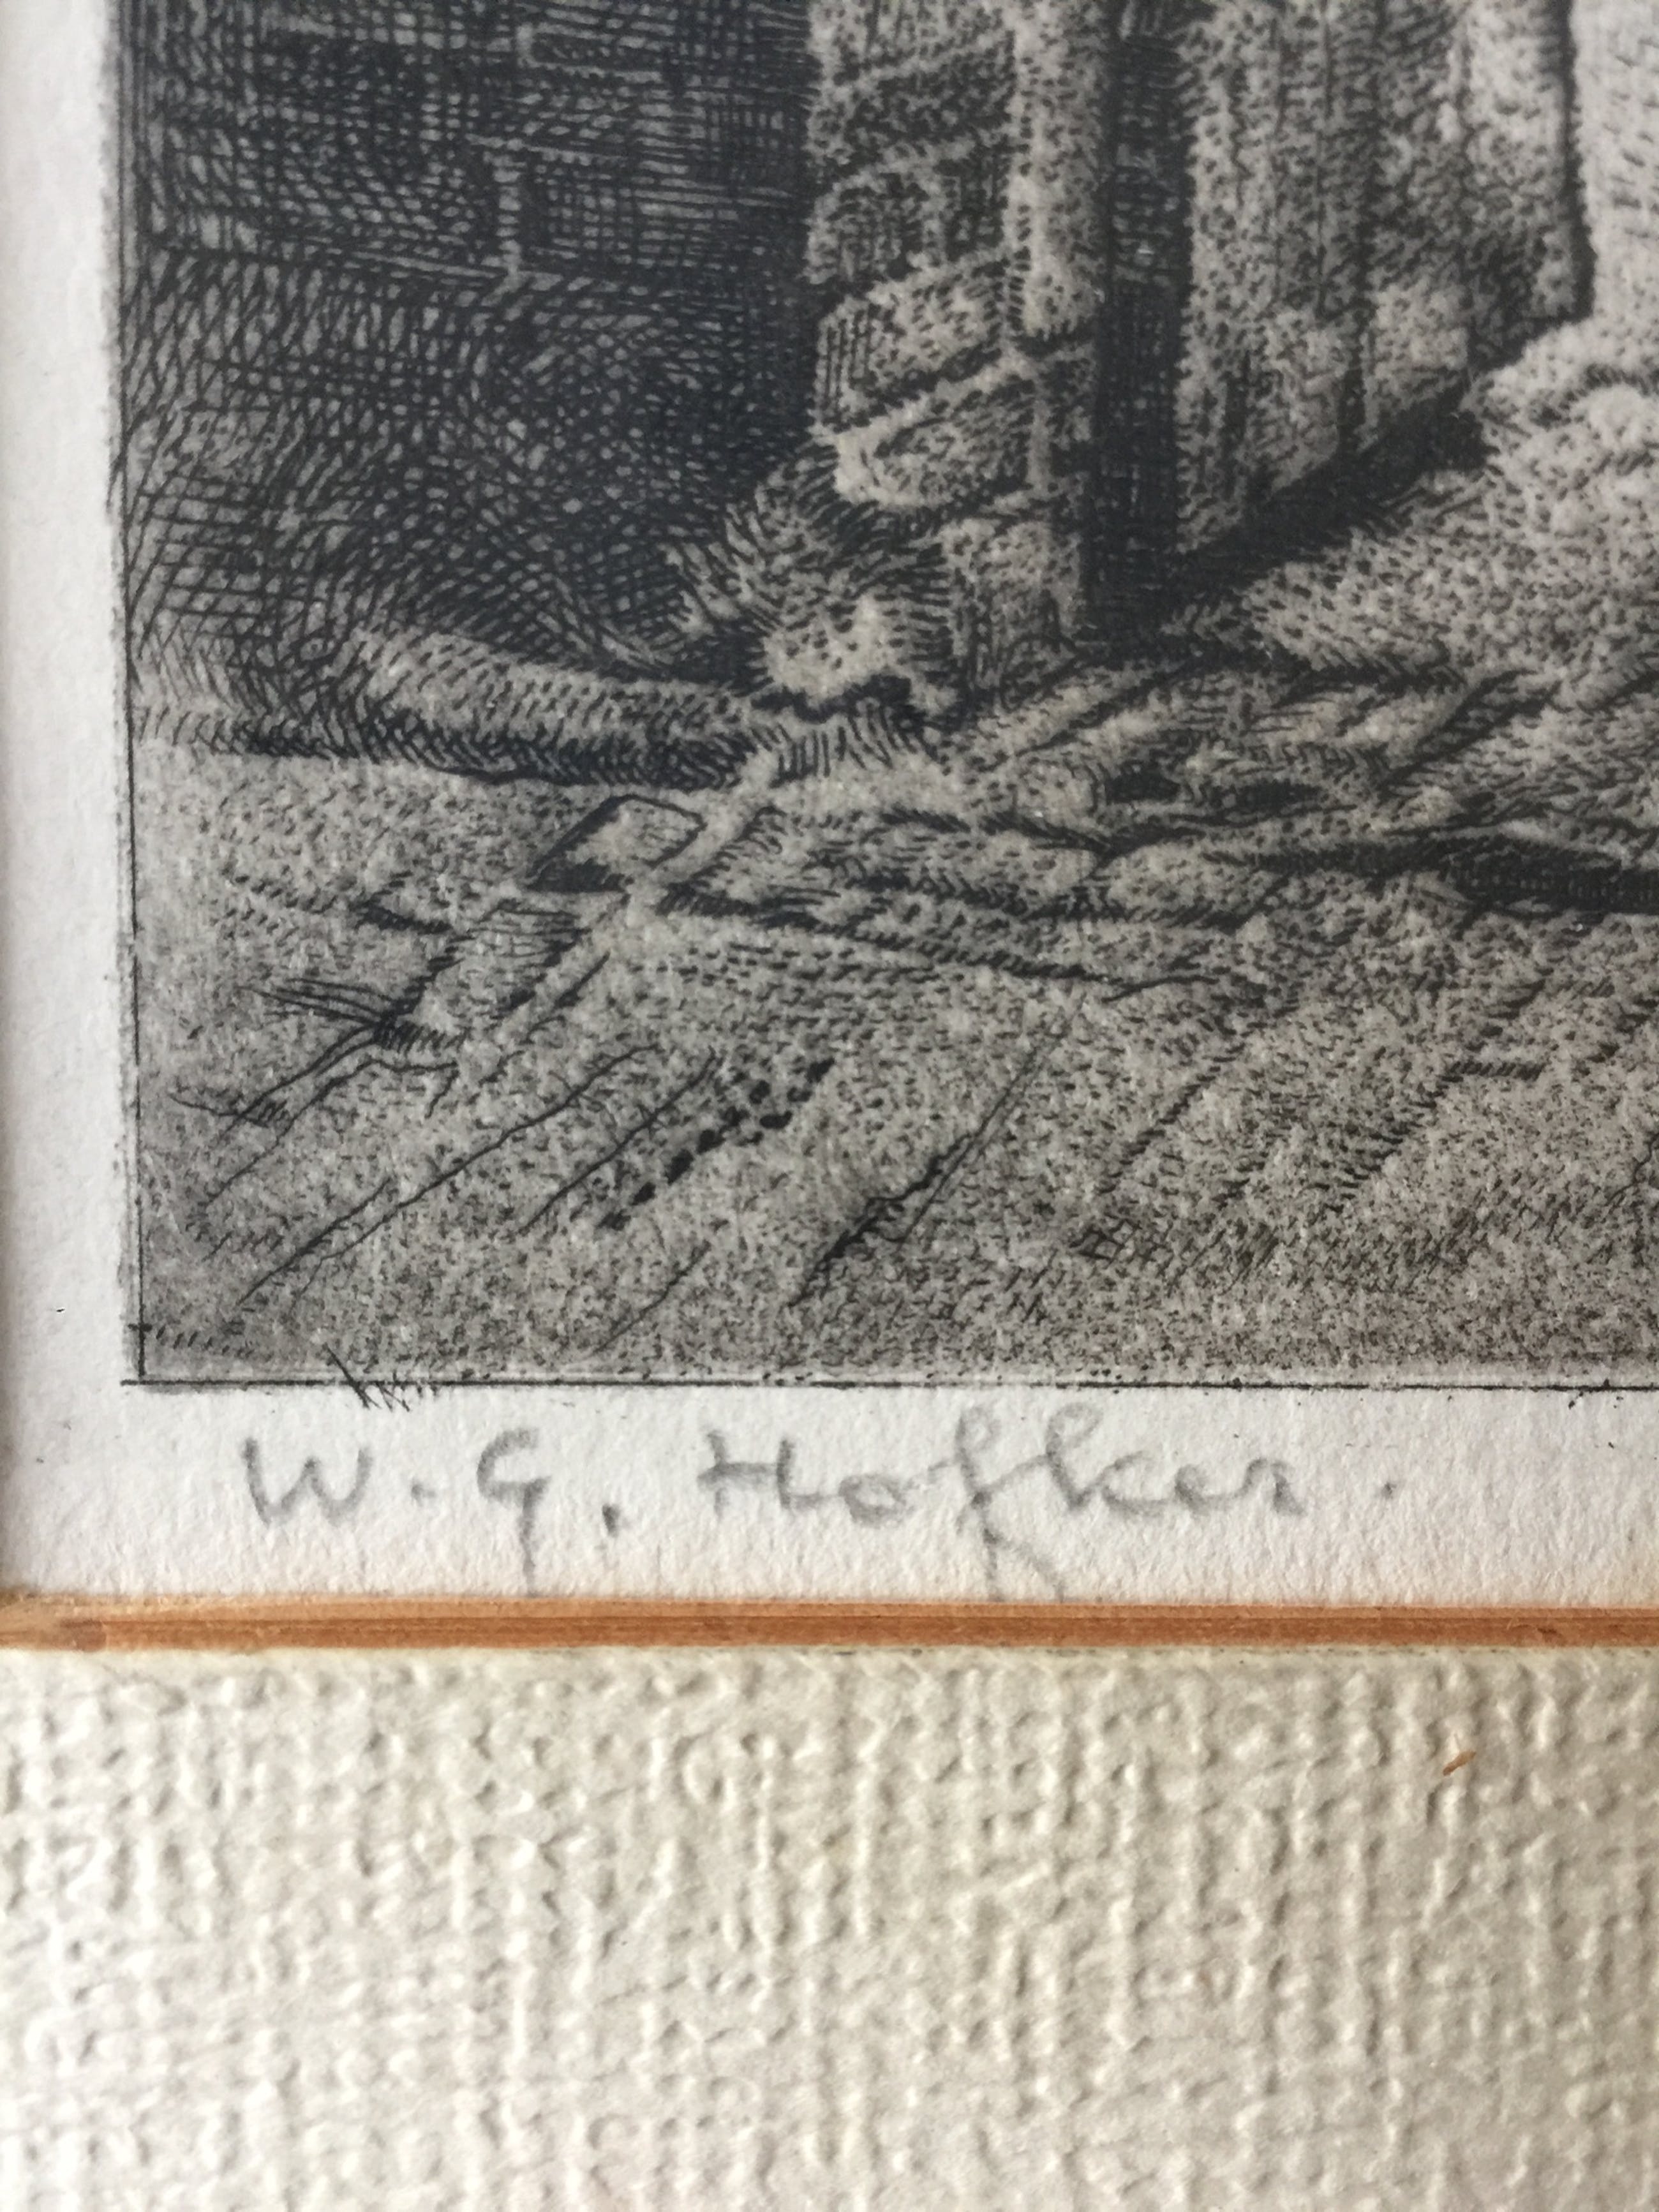 W. G. Hofker.